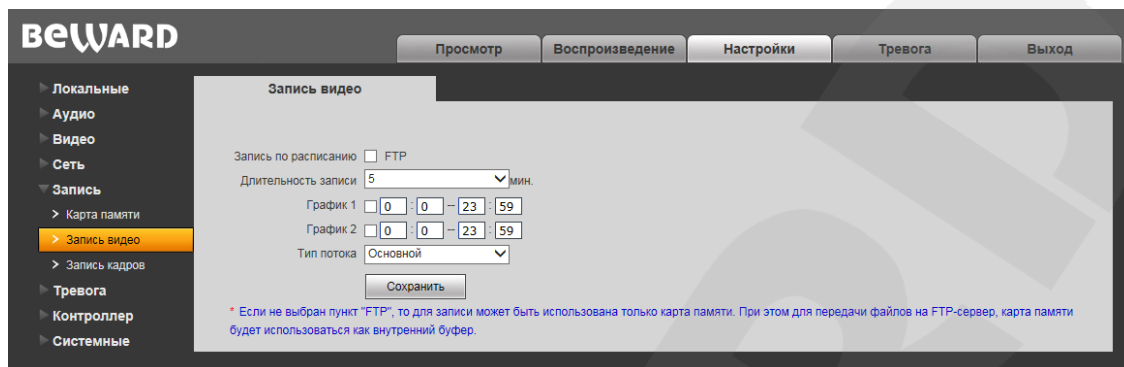 BEWARD
Просмотр Воспроизведение Настройки Тревога Выход
Локальные
Аудио
Видео
Сеть
Запись
> Карта памяти
> Запись видео
> Запись кадров
Тревога
Контроллер
Системные
Запись видео
Запись по расписанию FTP
Длительность записи 5 мин.
График 1 0 : 0 – 23 : 59
График 2 0 : 0 – 23 : 59
Тип потока Основной
Сохранить
* Если не выбран пункт "FTP", то для записи может быть использована только карта памяти. При этом для передачи файлов на FTP-сервер, карта памяти
будет использоваться как внутренний буфер.